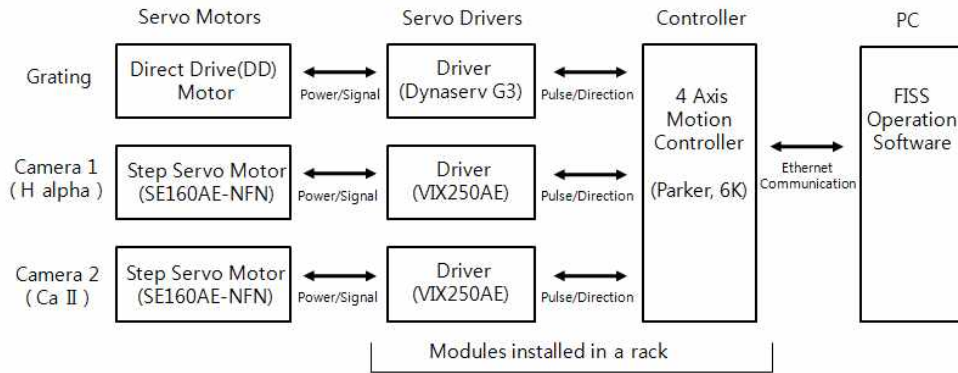 Servo Motors
Servo Drivers
Controller
PC
Grating
Direct Drive(DD)
Motor
Power/Signal
Driver
(Dynaserv G3)
Pulse/Direction
4 Axis
Motion
Controller
(Parker, 6K)
Ethernet
Communication
FISS
Operation
Software
Camera 1
( H alpha )
Step Servo Motor
(SE160AE-NFN)
Power/Signal
Driver
(VIX250AE)
Pulse/Direction
Camera 2
( Ca Ⅱ )
Step Servo Motor
(SE160AE-NFN)
Power/Signal
Driver
(VIX250AE)
Pulse/Direction
Modules installed in a rack